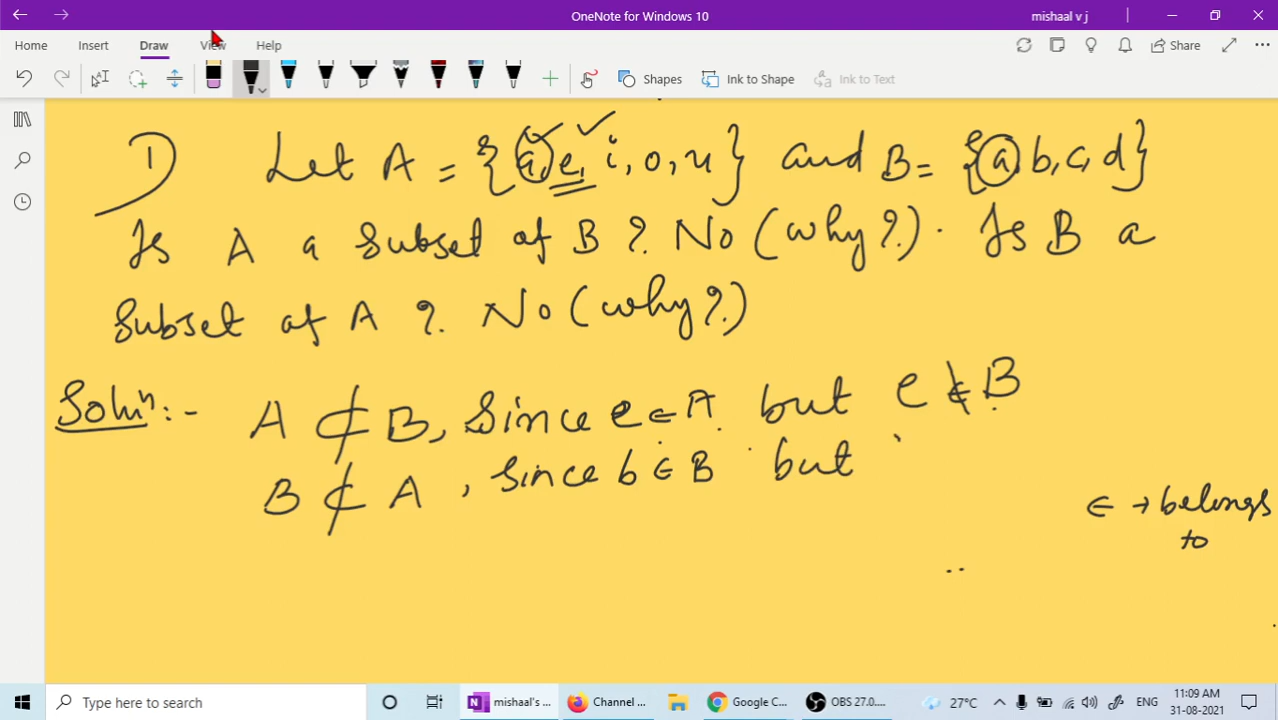 OneNote for Windows 10
mishaal v j
Home Insert Draw View Help
Share
Shapes Ink to Shape Ink to Text
1) Let A = {a, e, i, o, u} and B = {a, b, c, d}
Is A a subset of B ? No (why?). Is B a
subset of A ? No (why?)
Soln:- A ⊄ B, Since e ∈ A but e ∉ B
B ⊄ A, since b ∈ B but
∈ → belongs
to
Type here to search
mishaal's ...
Channel ...
Google C...
OBS 27.0...
27°C
ENG
11:09 AM
31-08-2021